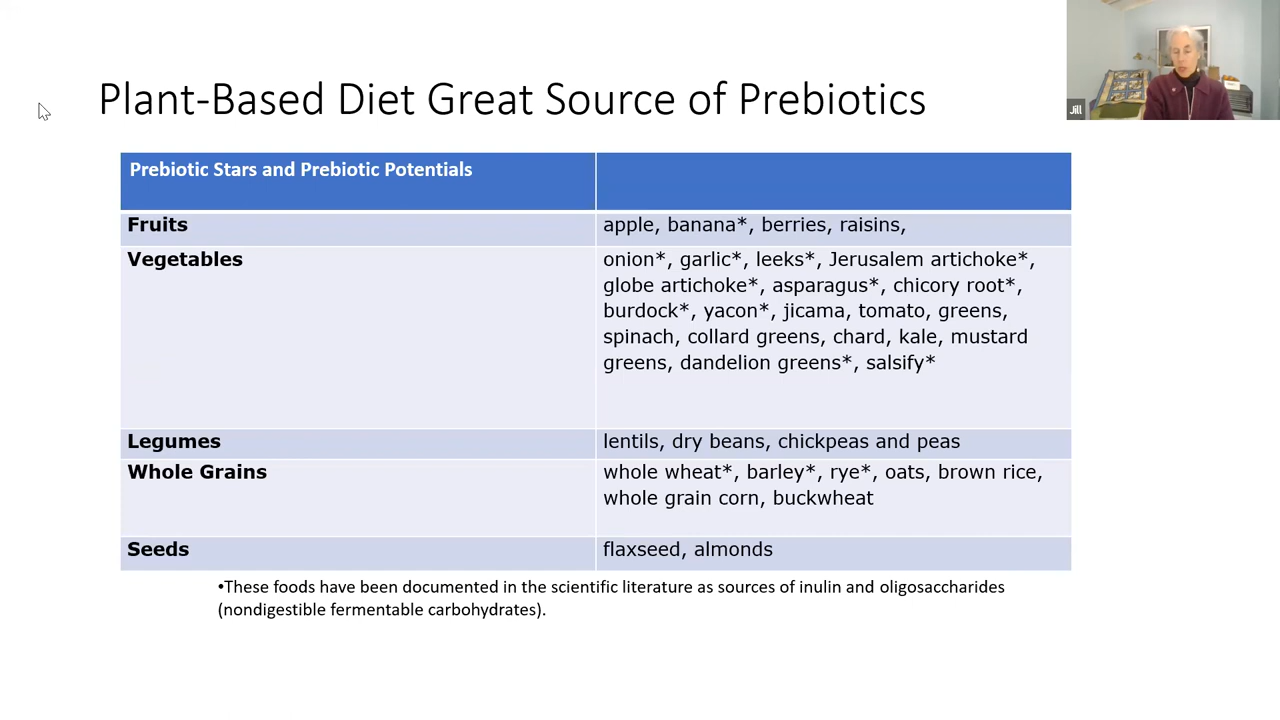 Plant-Based Diet Great Source of Prebiotics
Jill
Prebiotic Stars and Prebiotic Potentials
Fruits
apple, banana*, berries, raisins,
Vegetables
onion*, garlic*, leeks*, Jerusalem artichoke*,
globe artichoke*, asparagus*, chicory root*,
burdock*, yacon*, jicama, tomato, greens,
spinach, collard greens, chard, kale, mustard
greens, dandelion greens*, salsify*
Legumes
lentils, dry beans, chickpeas and peas
Whole Grains
whole wheat*, barley*, rye*, oats, brown rice,
whole grain corn, buckwheat
Seeds
flaxseed, almonds
•These foods have been documented in the scientific literature as sources of inulin and oligosaccharides
(nondigestible fermentable carbohydrates).